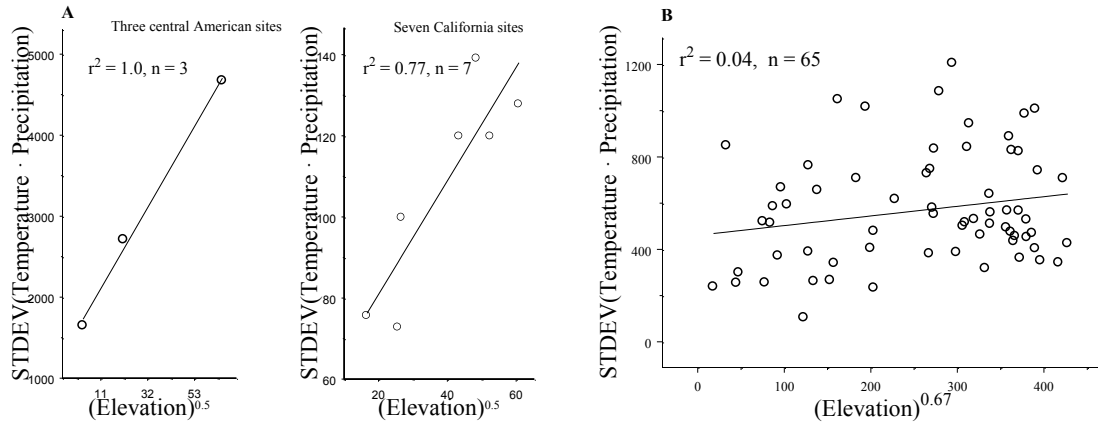 A
Three central American sites
r² = 1.0, n = 3
STDEV(Temperature · Precipitation)
5000
4000
3000
2000
1000
11 32 53
(Elevation)^0.5
Seven California sites
r² = 0.77, n = 7
STDEV(Temperature · Precipitation)
140
120
100
80
60
20 40 60
(Elevation)^0.5
B
r² = 0.04, n = 65
STDEV(Temperature · Precipitation)
1200
800
400
0
0 100 200 300 400
(Elevation)^0.67